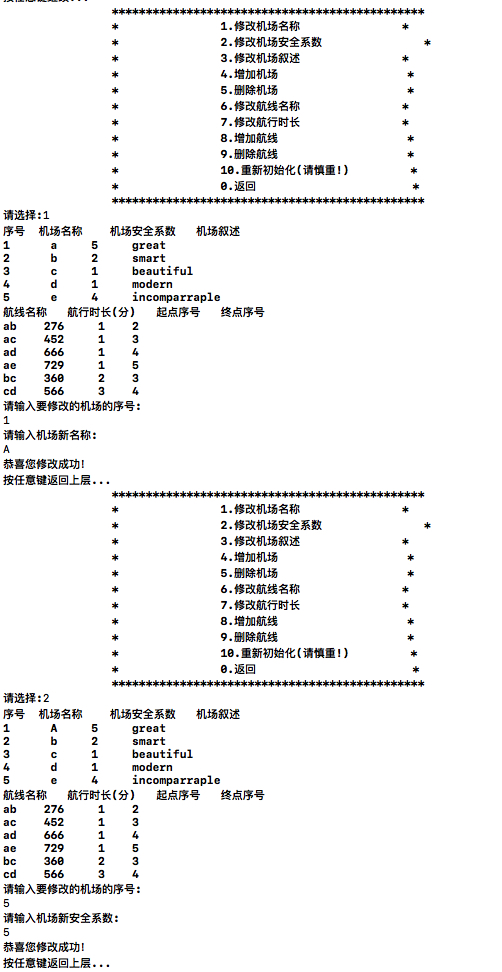 按任意键继续...
**********************************************
* 1.修改机场名称 *
* 2.修改机场安全系数 *
* 3.修改机场叙述 *
* 4.增加机场 *
* 5.删除机场 *
* 6.修改航线名称 *
* 7.修改航行时长 *
* 8.增加航线 *
* 9.删除航线 *
* 10.重新初始化(请慎重!) *
* 0.返回 *
**********************************************
请选择:1
序号 机场名称 机场安全系数 机场叙述
1 a 5 great
2 b 2 smart
3 c 1 beautiful
4 d 1 modern
5 e 4 incomparraple
航线名称 航行时长(分) 起点序号 终点序号
ab 276 1 2
ac 452 1 3
ad 666 1 4
ae 729 1 5
bc 360 2 3
cd 566 3 4
请输入要修改的机场的序号:
1
请输入机场新名称:
A
恭喜您修改成功!
按任意键返回上层...
**********************************************
* 1.修改机场名称 *
* 2.修改机场安全系数 *
* 3.修改机场叙述 *
* 4.增加机场 *
* 5.删除机场 *
* 6.修改航线名称 *
* 7.修改航行时长 *
* 8.增加航线 *
* 9.删除航线 *
* 10.重新初始化(请慎重!) *
* 0.返回 *
**********************************************
请选择:2
序号 机场名称 机场安全系数 机场叙述
1 A 5 great
2 b 2 smart
3 c 1 beautiful
4 d 1 modern
5 e 4 incomparraple
航线名称 航行时长(分) 起点序号 终点序号
ab 276 1 2
ac 452 1 3
ad 666 1 4
ae 729 1 5
bc 360 2 3
cd 566 3 4
请输入要修改的机场的序号:
5
请输入机场新安全系数:
5
恭喜您修改成功!
按任意键返回上层...